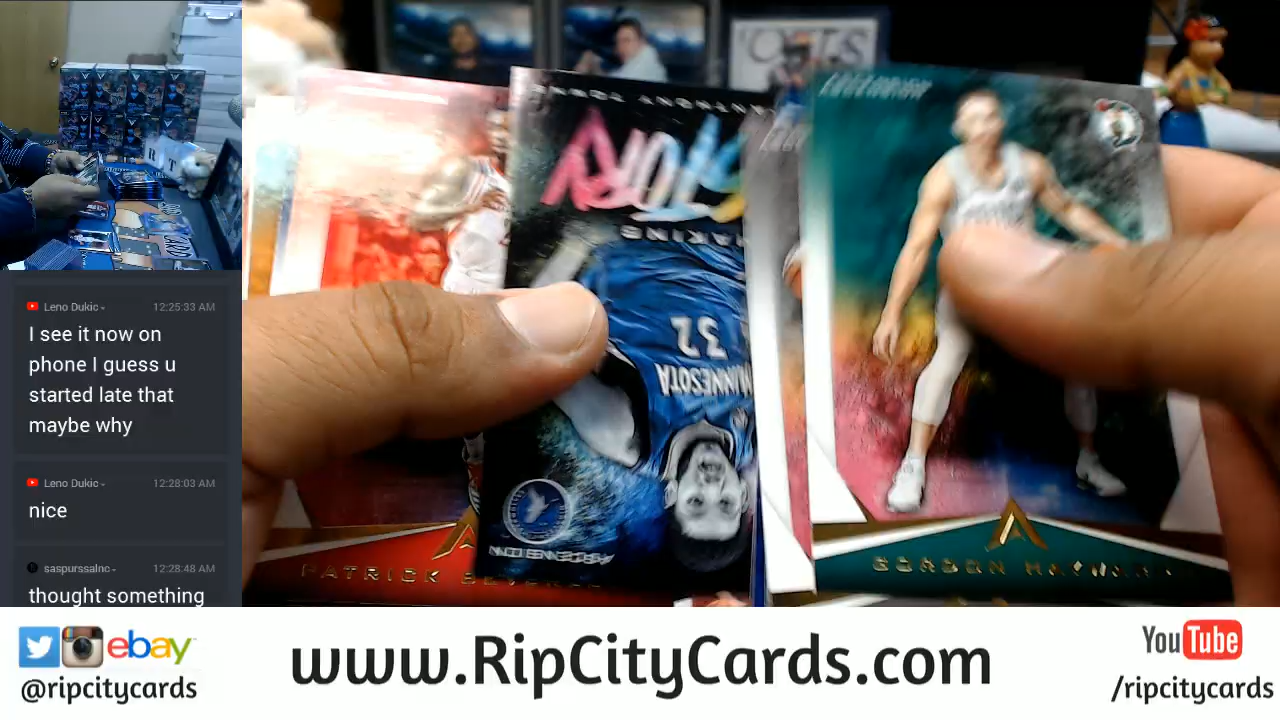 Leno Dukic
12:25:33 AM
I see it now on
phone I guess u
started late that
maybe why
Leno Dukic
12:28:03 AM
nice
saspurssalnc
12:28:48 AM
thought something
32
MINNESOTA
PATRICK
GORDON HAYWARD
ebay
@ripcitycards
www.RipCityCards.com
YouTube
/ripcitycards